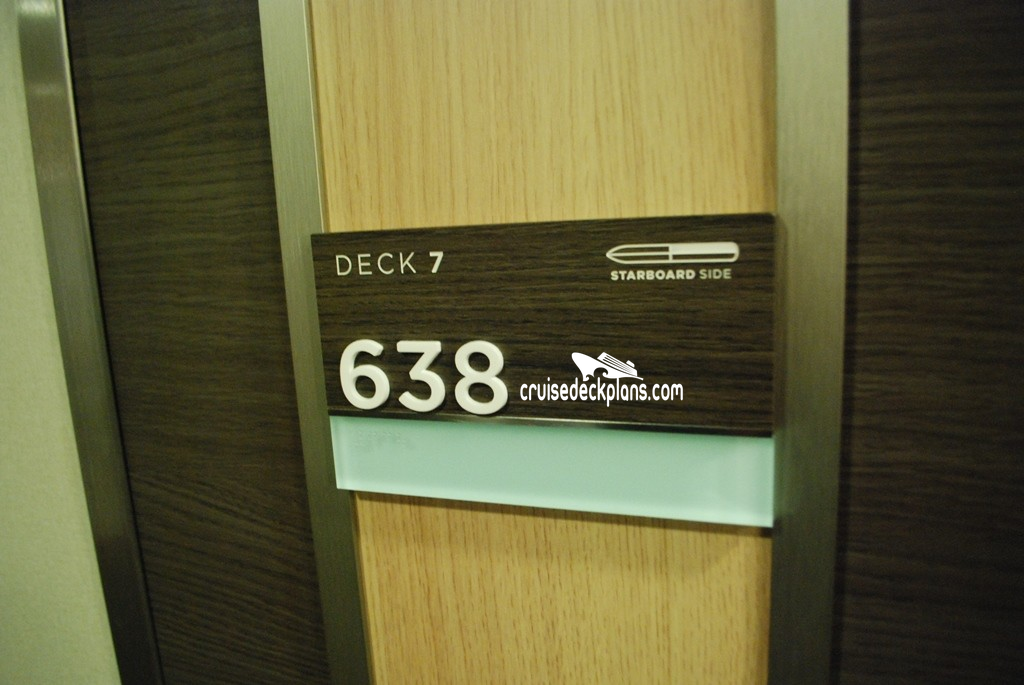 DECK 7
STARBOARD SIDE
638
cruisedeckplans.com